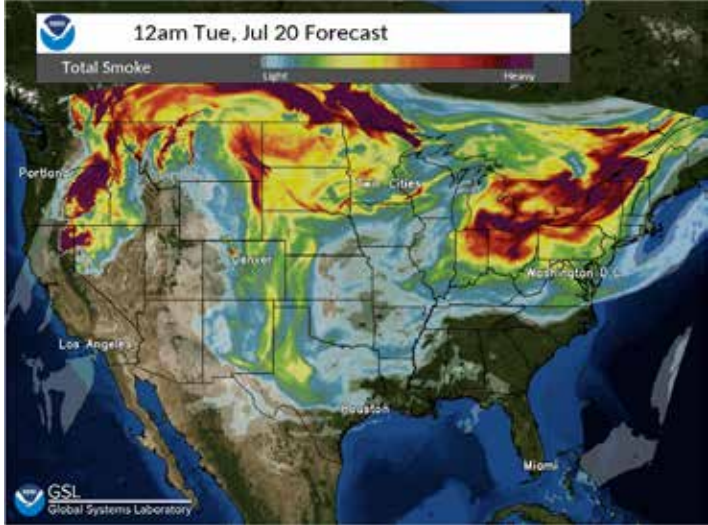 12am Tue, Jul 20 Forecast
Total Smoke
Light
Heavy
Portland
Twin Cities
Denver
Washington D.C.
Los Angeles
Houston
Miami
GSL
Global Systems Laboratory